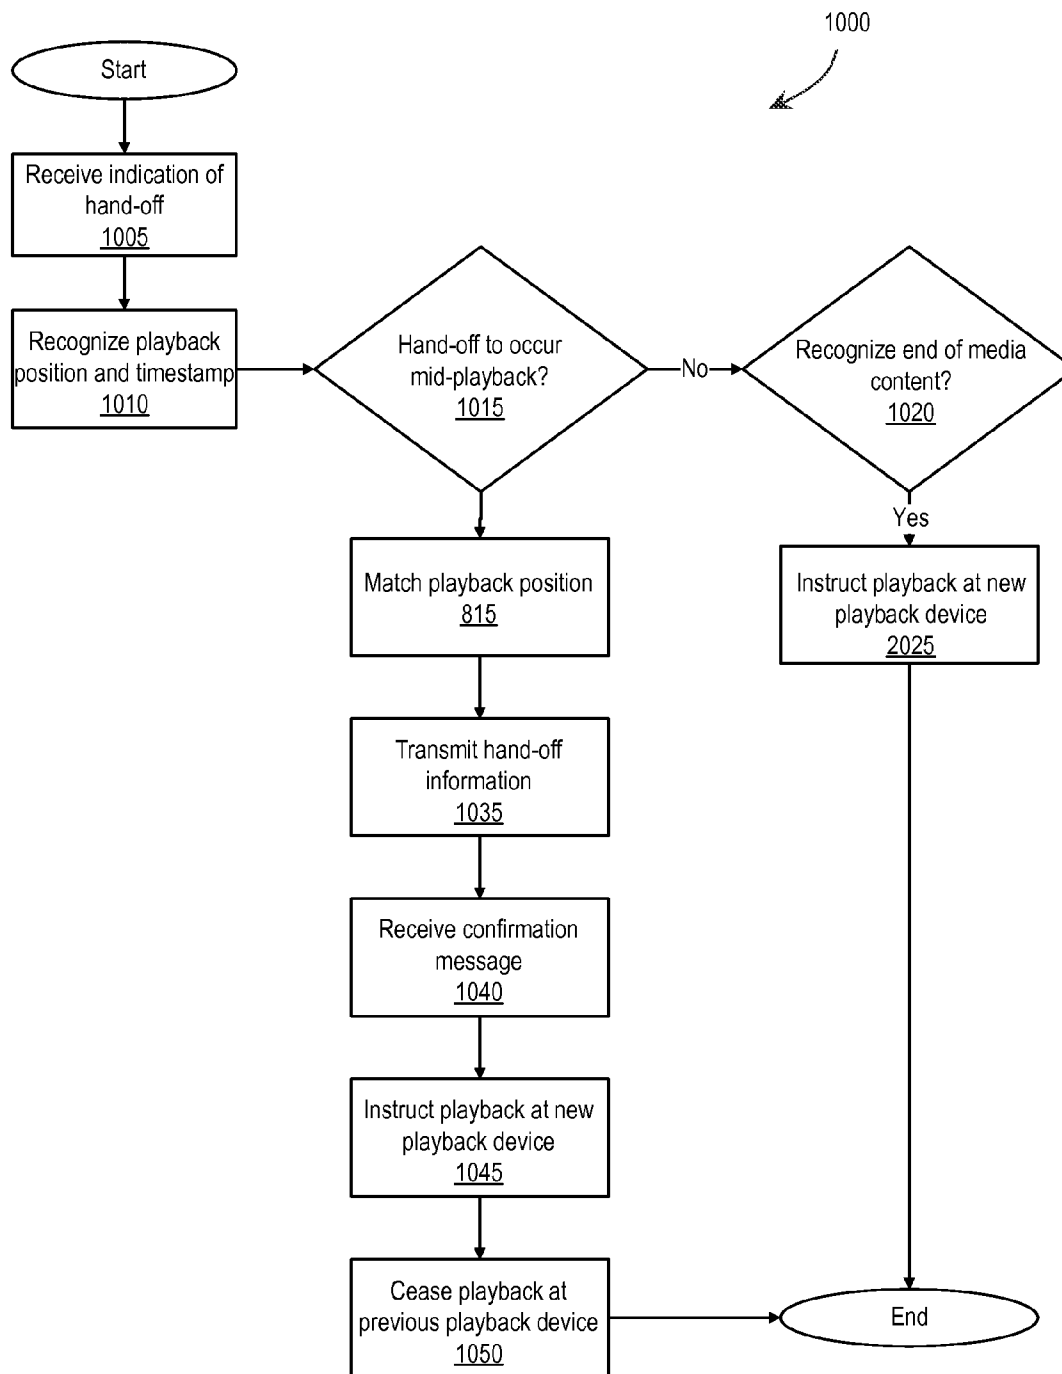 1000
Start
Receive indication of
hand-off
1005
Recognize playback
position and timestamp
1010
Hand-off to occur
mid-playback?
1015
No
Recognize end of media
content?
1020
Yes
Instruct playback at new
playback device
2025
Match playback position
815
Transmit hand-off
information
1035
Receive confirmation
message
1040
Instruct playback at new
playback device
1045
Cease playback at
previous playback device
1050
End